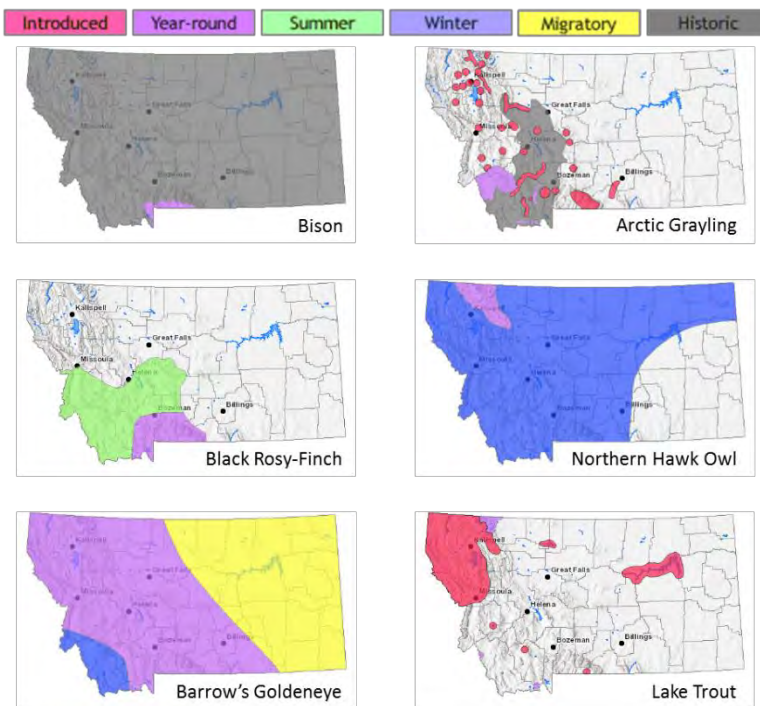 Introduced Year-round Summer Winter Migratory Historic
Kalispell
Great Falls
Missoula
Helena
Bozeman
Billings
Bison
Kalispell
Great Falls
Missoula
Helena
Bozeman
Billings
Arctic Grayling
Kalispell
Great Falls
Missoula
Helena
Bozeman
Billings
Black Rosy-Finch
Great Falls
Missoula
Helena
Bozeman
Billings
Northern Hawk Owl
Kalispell
Great Falls
Missoula
Helena
Bozeman
Billings
Barrow's Goldeneye
Kalispell
Great Falls
Missoula
Helena
Bozeman
Billings
Lake Trout